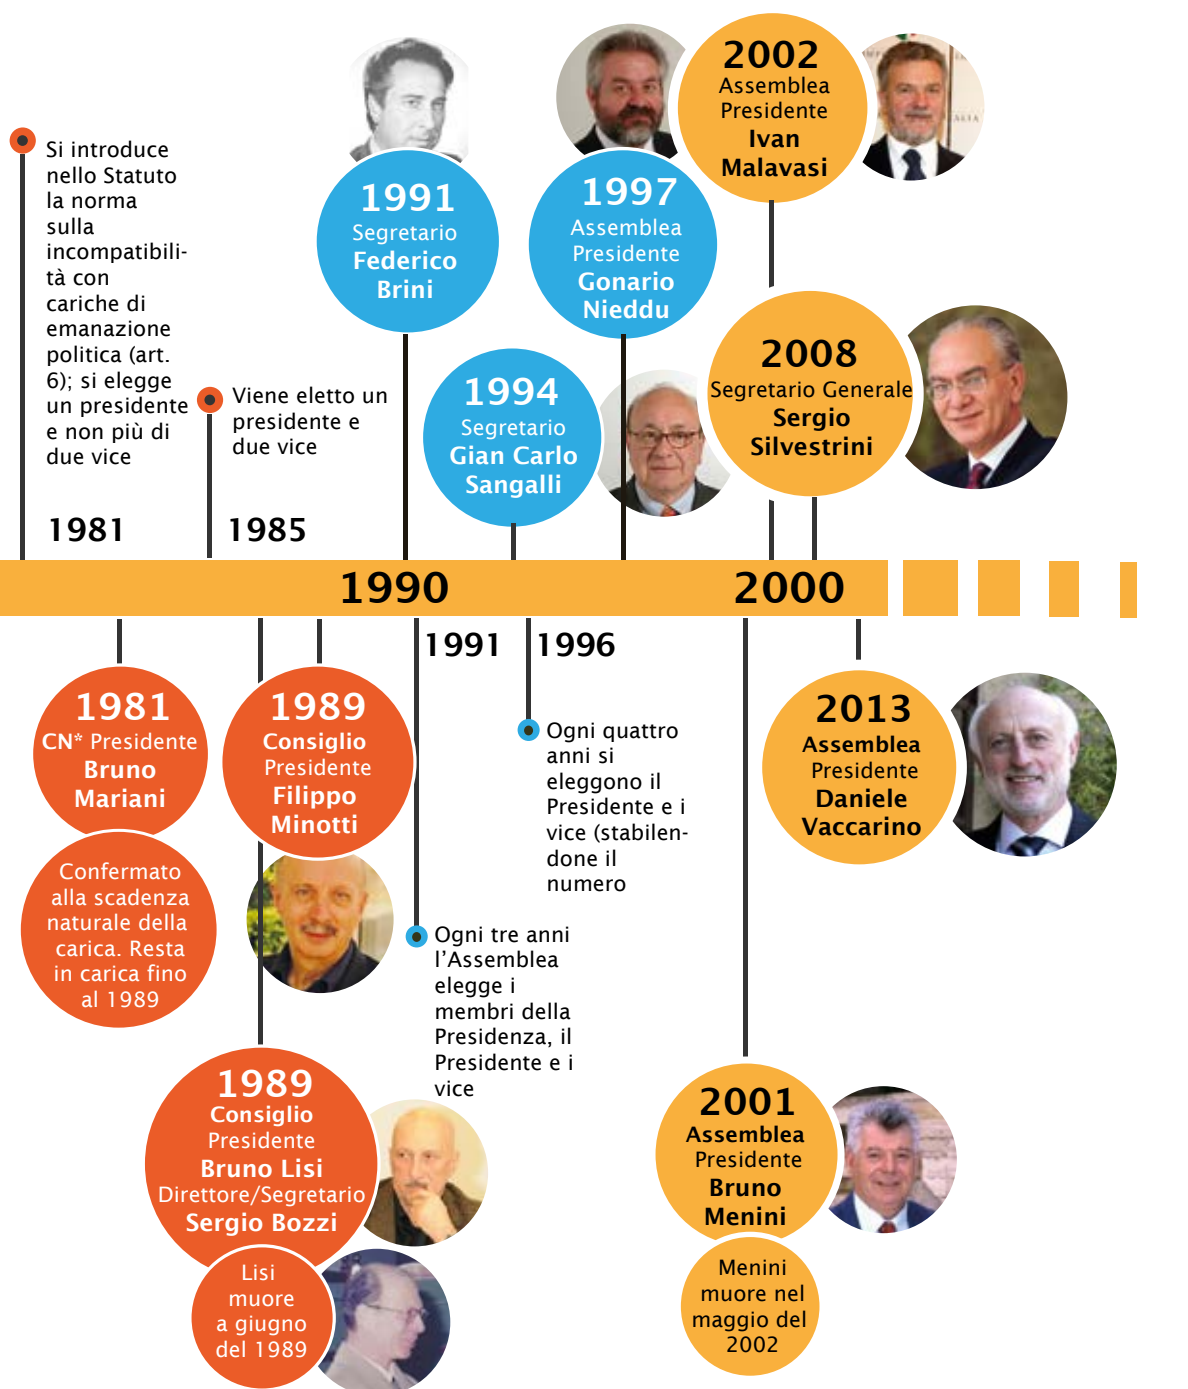 Si introduce
nello Statuto
la norma
sulla
incompatibili-
tà con
cariche di
emanazione
politica (art.
6); si elegge
un presidente
e non più di
due vice
1981
Viene eletto un
presidente e
due vice
1985
1991
Segretario
Federico
Brini
1994
Segretario
Gian Carlo
Sangalli
1997
Assemblea
Presidente
Gonario
Nieddu
2002
Assemblea
Presidente
Ivan
Malavasi
2008
Segretario Generale
Sergio
Silvestrini
1990
2000
1981
CN* Presidente
Bruno
Mariani
Confermato
alla scadenza
naturale della
carica. Resta
in carica fino
al 1989
1989
Consiglio
Presidente
Filippo
Minotti
1989
Consiglio
Presidente
Bruno Lisi
Direttore/Segretario
Sergio Bozzi
Lisi
muore
a giugno
del 1989
1991
Ogni tre anni
l'Assemblea
elegge i
membri della
Presidenza, il
Presidente e i
vice
1996
Ogni quattro
anni si
eleggono il
Presidente e i
vice (stabilen-
done il
numero
2001
Assemblea
Presidente
Bruno
Menini
Menini
muore nel
maggio del
2002
2013
Assemblea
Presidente
Daniele
Vaccarino